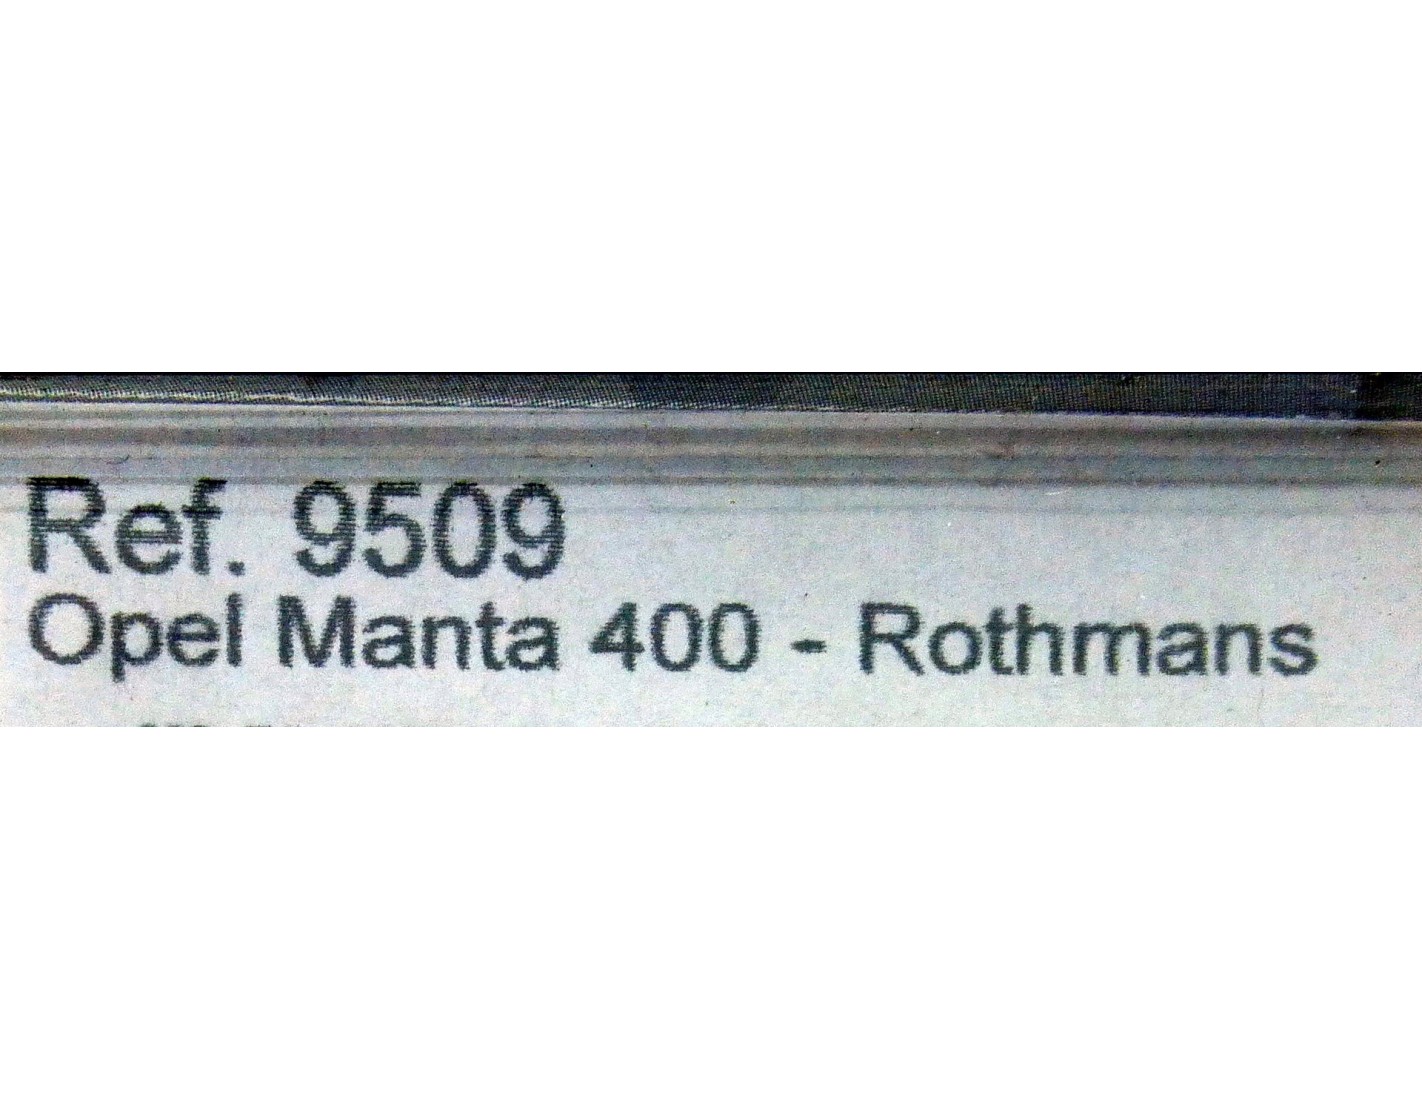 Ref. 9509
Opel Manta 400 - Rothmans